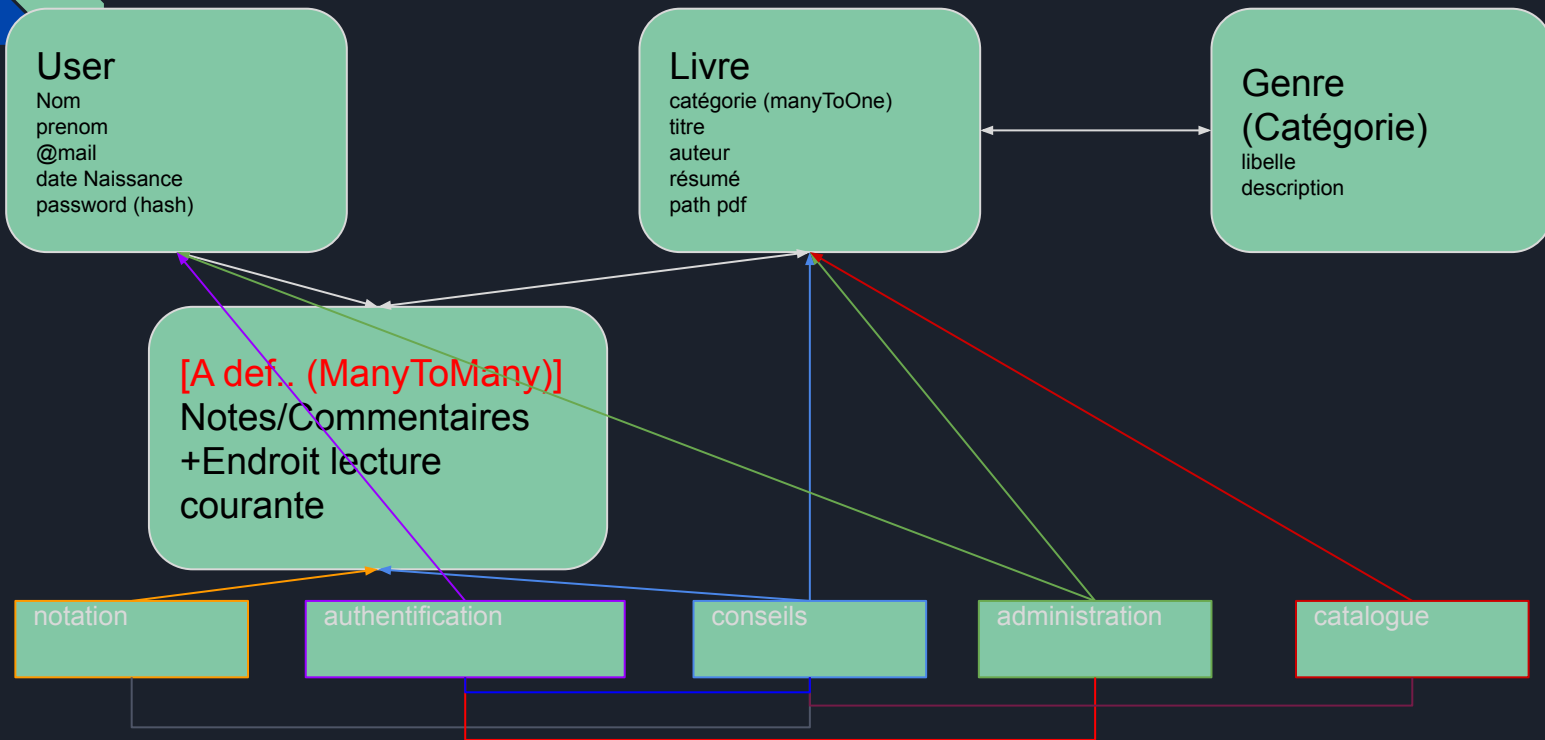 User
Nom
prenom
@mail
date Naissance
password (hash)
Livre
catégorie (manyToOne)
titre
auteur
résumé
path pdf
Genre
(Catégorie)
libelle
description
[A def.. (ManyToMany)]
Notes/Commentaires
+Endroit lecture
courante
notation
authentification
conseils
administration
catalogue